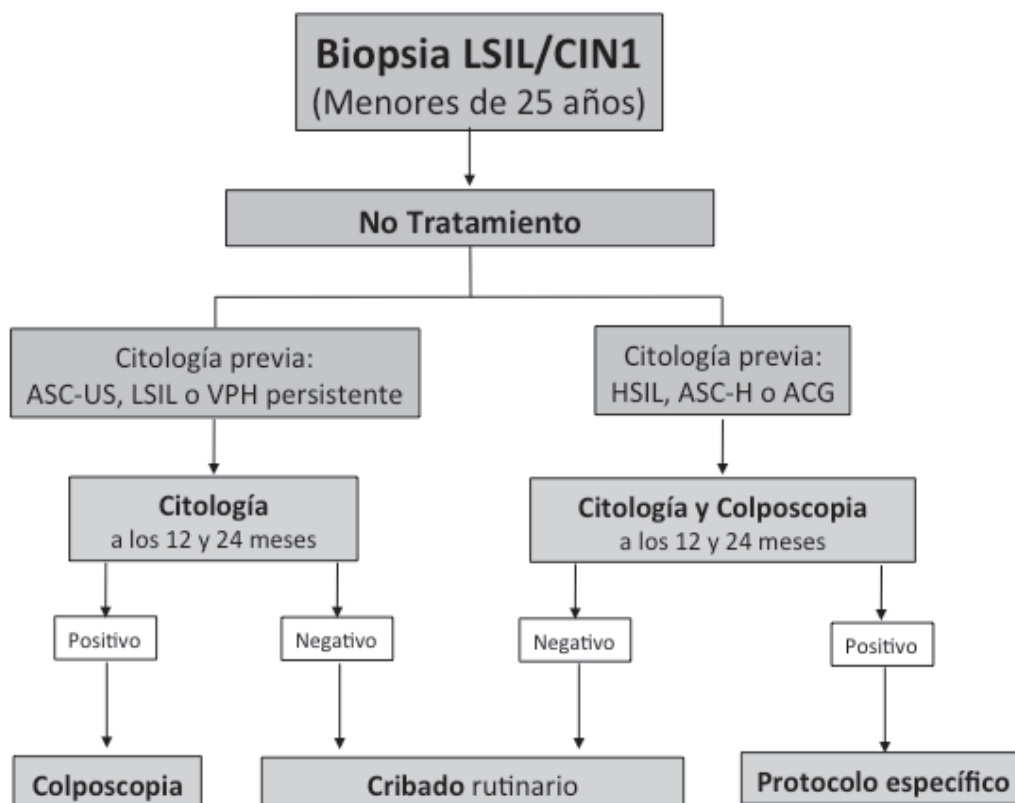 Biopsia LSIL/CIN1
(Menores de 25 años)
No Tratamiento
Citología previa:
ASC-US, LSIL o VPH persistente
Citología previa:
HSIL, ASC-H o ACG
Citología
a los 12 y 24 meses
Citología y Colposcopia
a los 12 y 24 meses
Positivo
Negativo
Negativo
Positivo
Colposcopia
Cribado rutinario
Protocolo específico